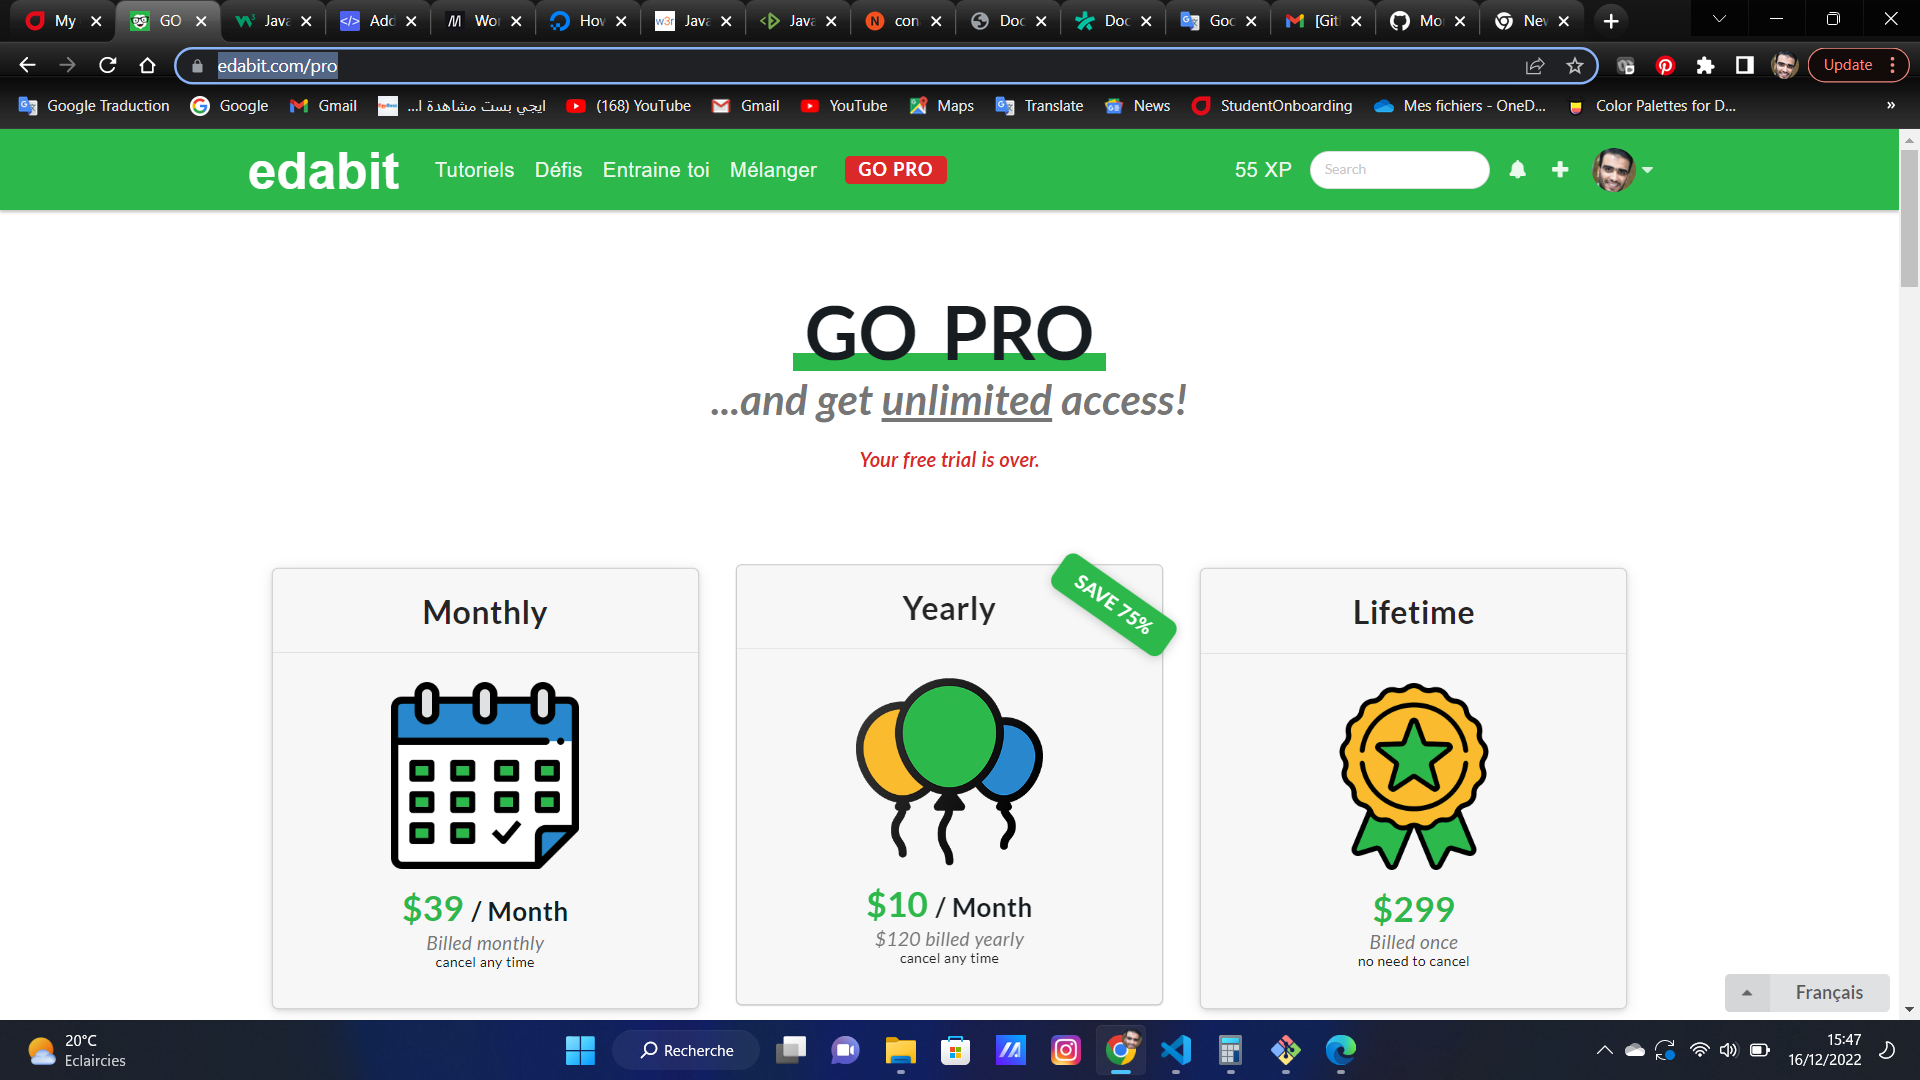 My
GO
Java
Add
Wor
How
Java
Java
con
Doc
Doc
Goo
[Git
Mo
New
edabit.com/pro
Update
Google Traduction
Google
Gmail
ايجي بست مشاهدة ا...
(168) YouTube
Gmail
YouTube
Maps
Translate
News
StudentOnboarding
Mes fichiers - OneD...
Color Palettes for D...
»
edabit
Tutoriels
Défis
Entraine toi
Mélanger
GO PRO
55 XP
Search
GO PRO
...and get unlimited access!
Your free trial is over.
Monthly
$39 / Month
Billed monthly
cancel any time
Yearly
SAVE 75%
$10 / Month
$120 billed yearly
cancel any time
Lifetime
$299
Billed once
no need to cancel
Français
20°C
Eclaircies
Recherche
15:47
16/12/2022